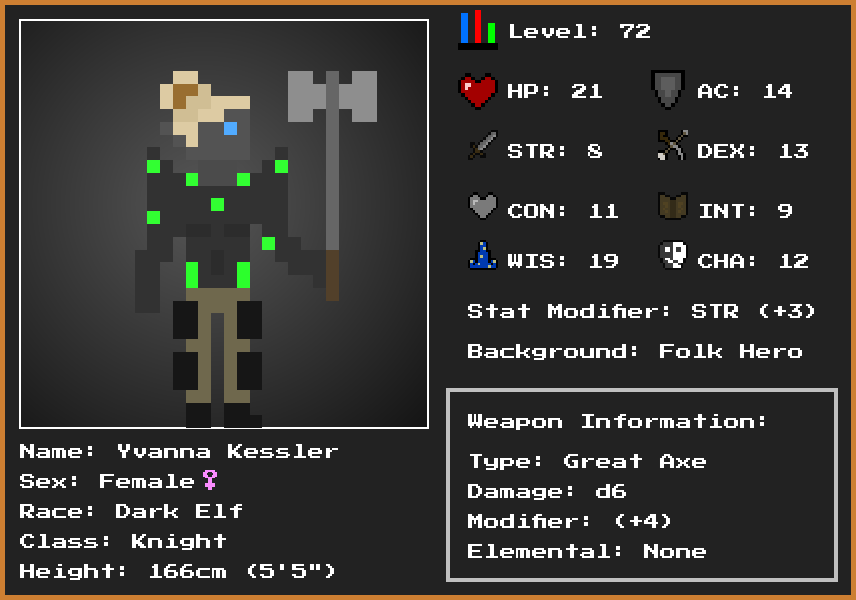 Level: 72
HP: 21 AC: 14
STR: 8 DEX: 13
CON: 11 INT: 9
WIS: 19 CHA: 12
Stat Modifier: STR (+3)
Background: Folk Hero
Weapon Information:
Type: Great Axe
Damage: d6
Modifier: (+4)
Elemental: None
Name: Yvanna Kessler
Sex: Female♀
Race: Dark Elf
Class: Knight
Height: 166cm (5'5")